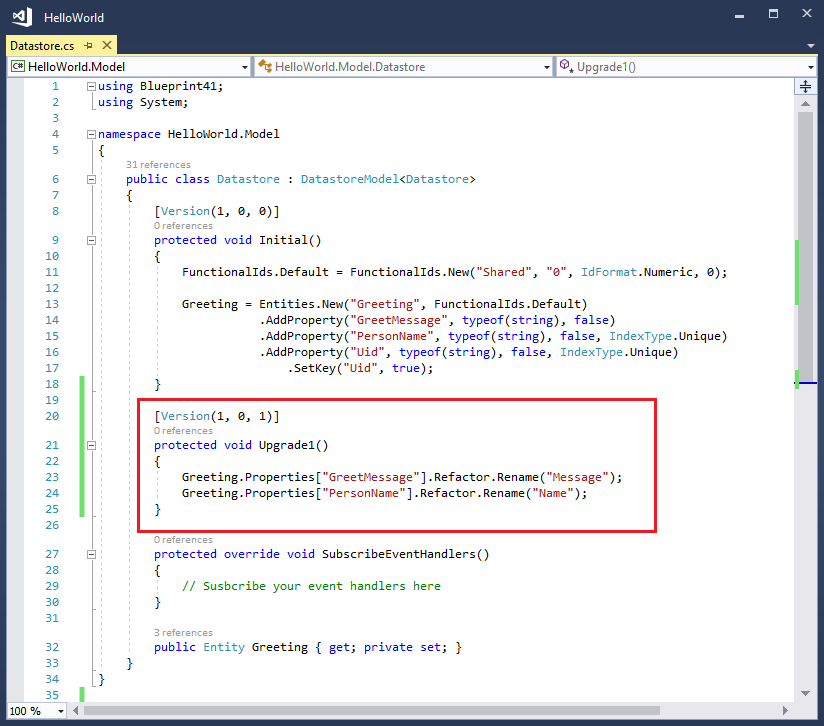 HelloWorld
Datastore.cs
C# HelloWorld.Model HelloWorld.Model.Datastore Upgrade1()
1 using Blueprint41;
2 using System;
3
4 namespace HelloWorld.Model
5 {
31 references
6 public class Datastore : DatastoreModel<Datastore>
7 {
8 [Version(1, 0, 0)]
0 references
9 protected void Initial()
10 {
11 FunctionalIds.Default = FunctionalIds.New("Shared", "0", IdFormat.Numeric, 0);
12
13 Greeting = Entities.New("Greeting", FunctionalIds.Default)
14 .AddProperty("GreetMessage", typeof(string), false)
15 .AddProperty("PersonName", typeof(string), false, IndexType.Unique)
16 .AddProperty("Uid", typeof(string), false, IndexType.Unique)
17 .SetKey("Uid", true);
18 }
19
20 [Version(1, 0, 1)]
0 references
21 protected void Upgrade1()
22 {
23 Greeting.Properties["GreetMessage"].Refactor.Rename("Message");
24 Greeting.Properties["PersonName"].Refactor.Rename("Name");
25 }
26
0 references
27 protected override void SubscribeEventHandlers()
28 {
29 // Susbcribe your event handlers here
30 }
31
3 references
32 public Entity Greeting { get; private set; }
33 }
34 }
35
100 %